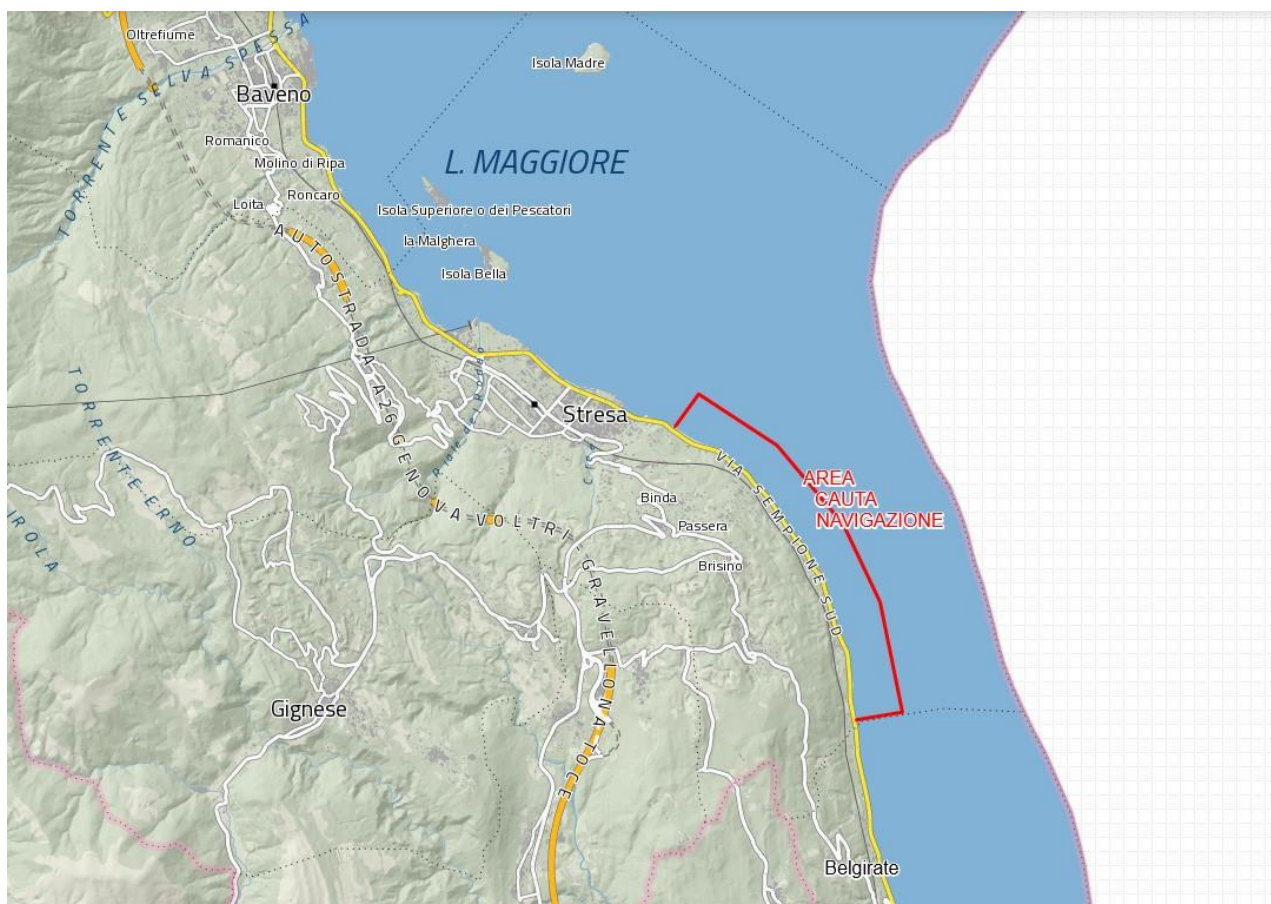 Oltrefiume
TORRENTE SELVA SPESSA
Isola Madre
Baveno
Romanico
L. MAGGIORE
Molino di Ripa
Roncaro
Loita
Isola Superiore o dei Pescatori
la Malghera
Isola Bella
AUTOSTRADA A26 GENOVA VOLTRI - GRAVELLONA TOCE
TORRENTE ERNO
Stresa
VIA SEMPIONE SUD
AREA
CAUTA
NAVIGAZIONE
Binda
Passera
Brisino
IROLA
Gignese
Belgirate